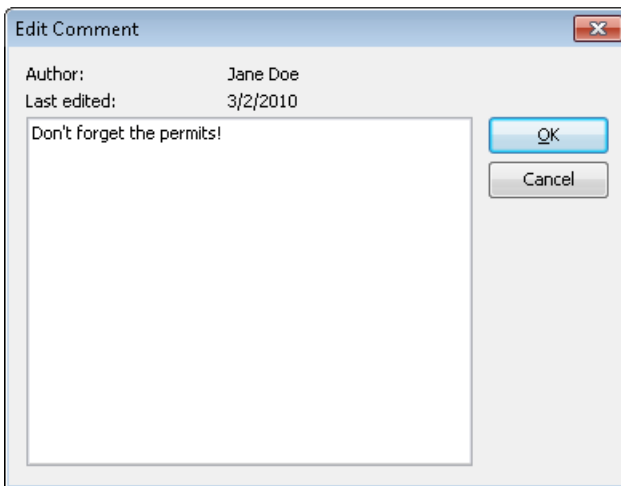 Edit Comment
Author: Jane Doe
Last edited: 3/2/2010
Don't forget the permits!
OK
Cancel